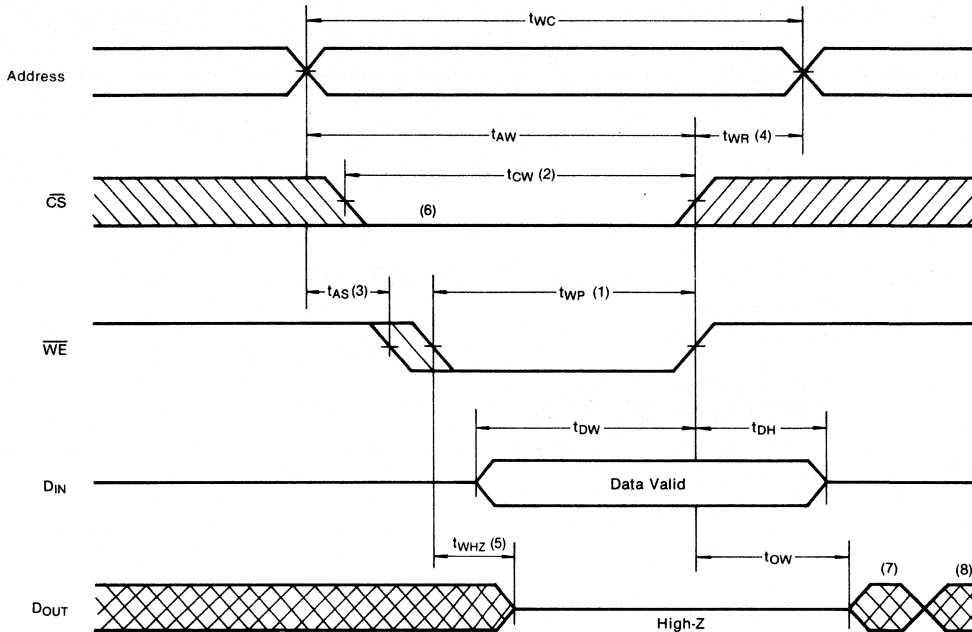 tWC
Address
tAW
tWR (4)
tCW (2)
CS
(6)
tAS (3)
tWP (1)
WE
tDW
tDH
DIN
Data Valid
tWHZ (5)
tOW
(7)
(8)
DOUT
High-Z